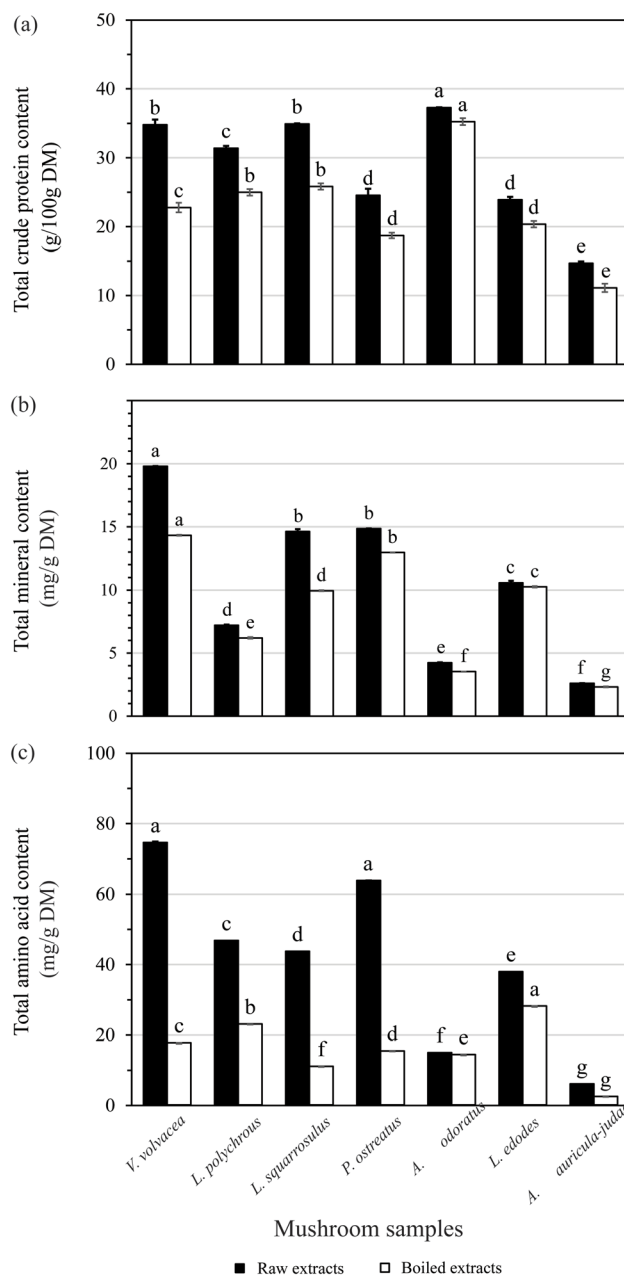 (a)
Total crude protein content
(g/100g DM)
50
40
30
20
10
0
b
c
c
b
b
b
d
d
a
a
d
d
e
e
(b)
Total mineral content
(mg/g DM)
20
15
10
5
0
a
a
d
e
b
d
b
b
e
f
c
c
f
g
(c)
Total amino acid content
(mg/g DM)
100
80
60
40
20
0
a
c
c
b
d
f
a
d
f
e
e
a
g
g
V. volvacea
L. polychrous
L. squarrosulus
P. ostreatus
A. odoratus
L. edodes
A. auricula-judae
Mushroom samples
Raw extracts
Boiled extracts